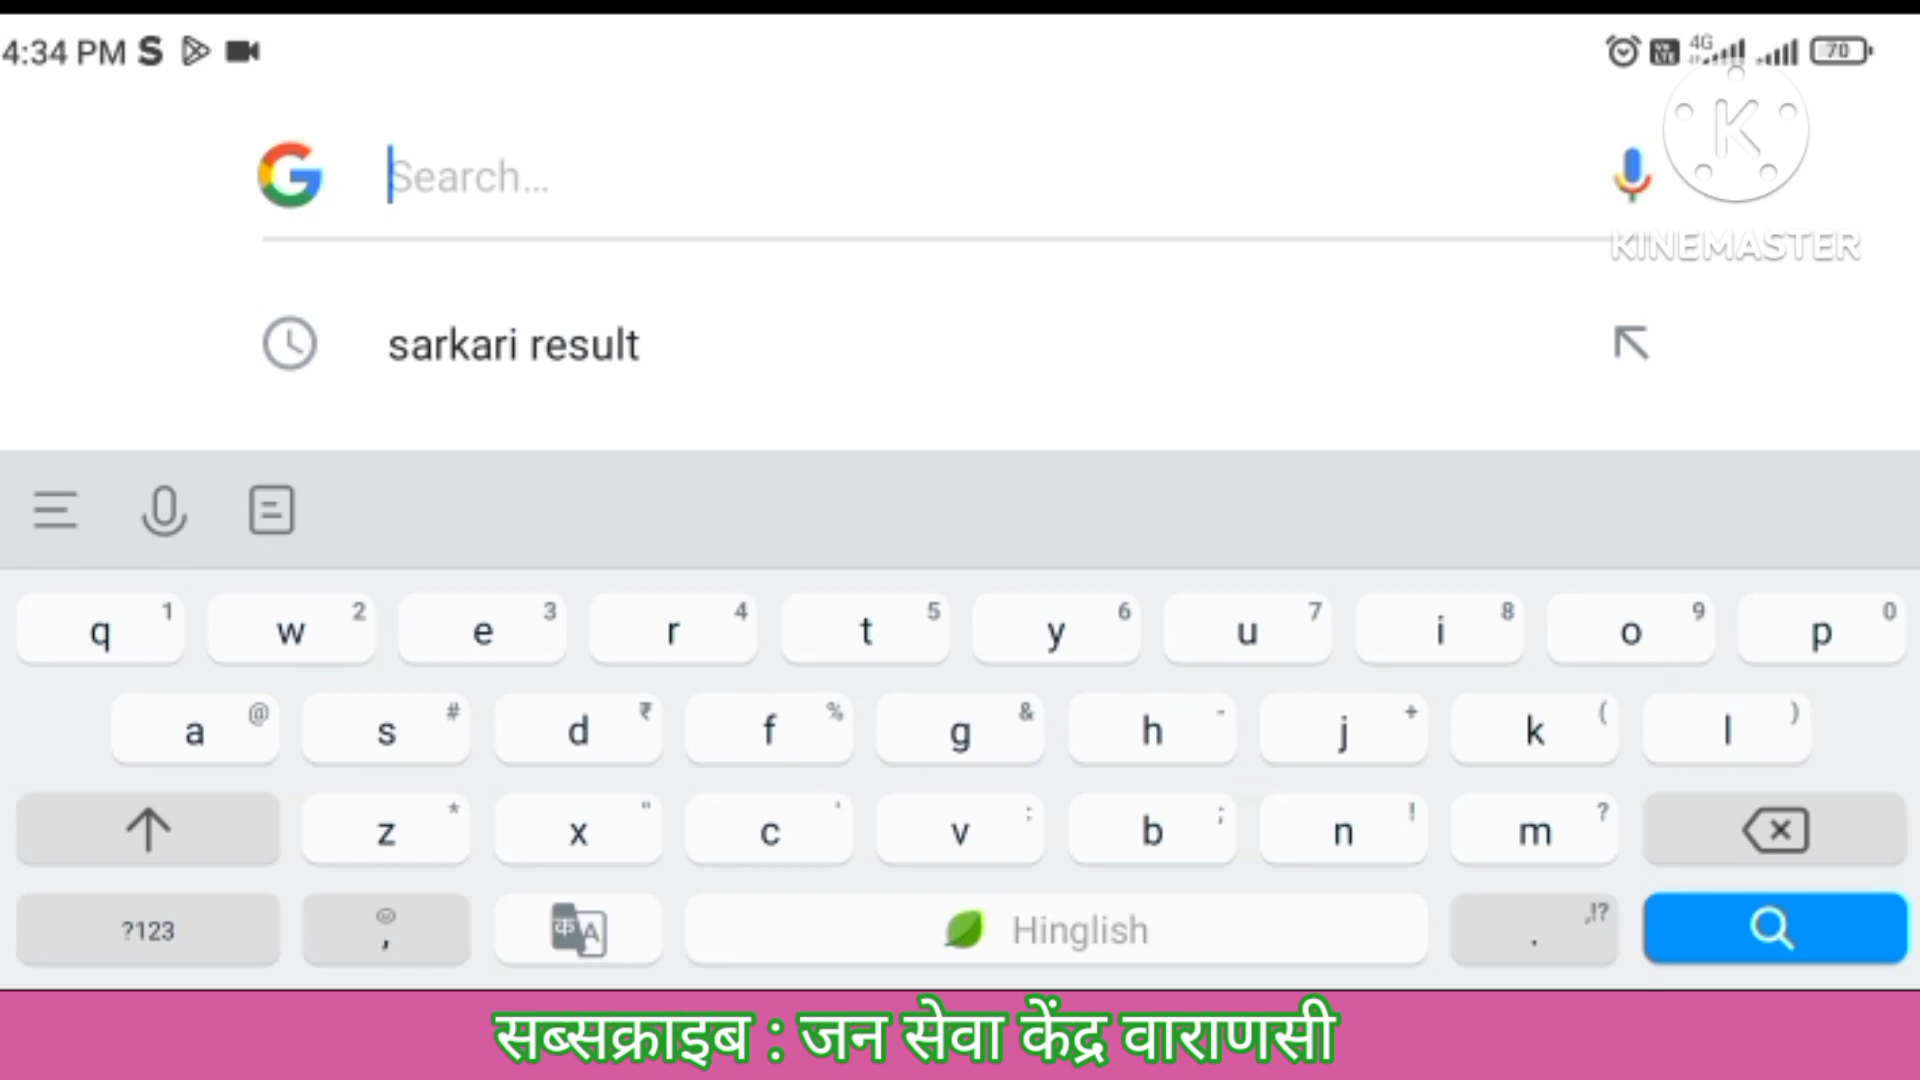 4:34 PM
4G
70
Search...
KINEMASTER
sarkari result
q 1 w 2 e 3 r 4 t 5 y 6 u 7 i 8 o 9 p 0
a @ s # d ₹ f % g & h - j + k ( l )
z * x " c ' v : b ; n ! m ?
?123 , क A Hinglish . ,!?
सब्सक्राइब : जन सेवा केंद्र वाराणसी